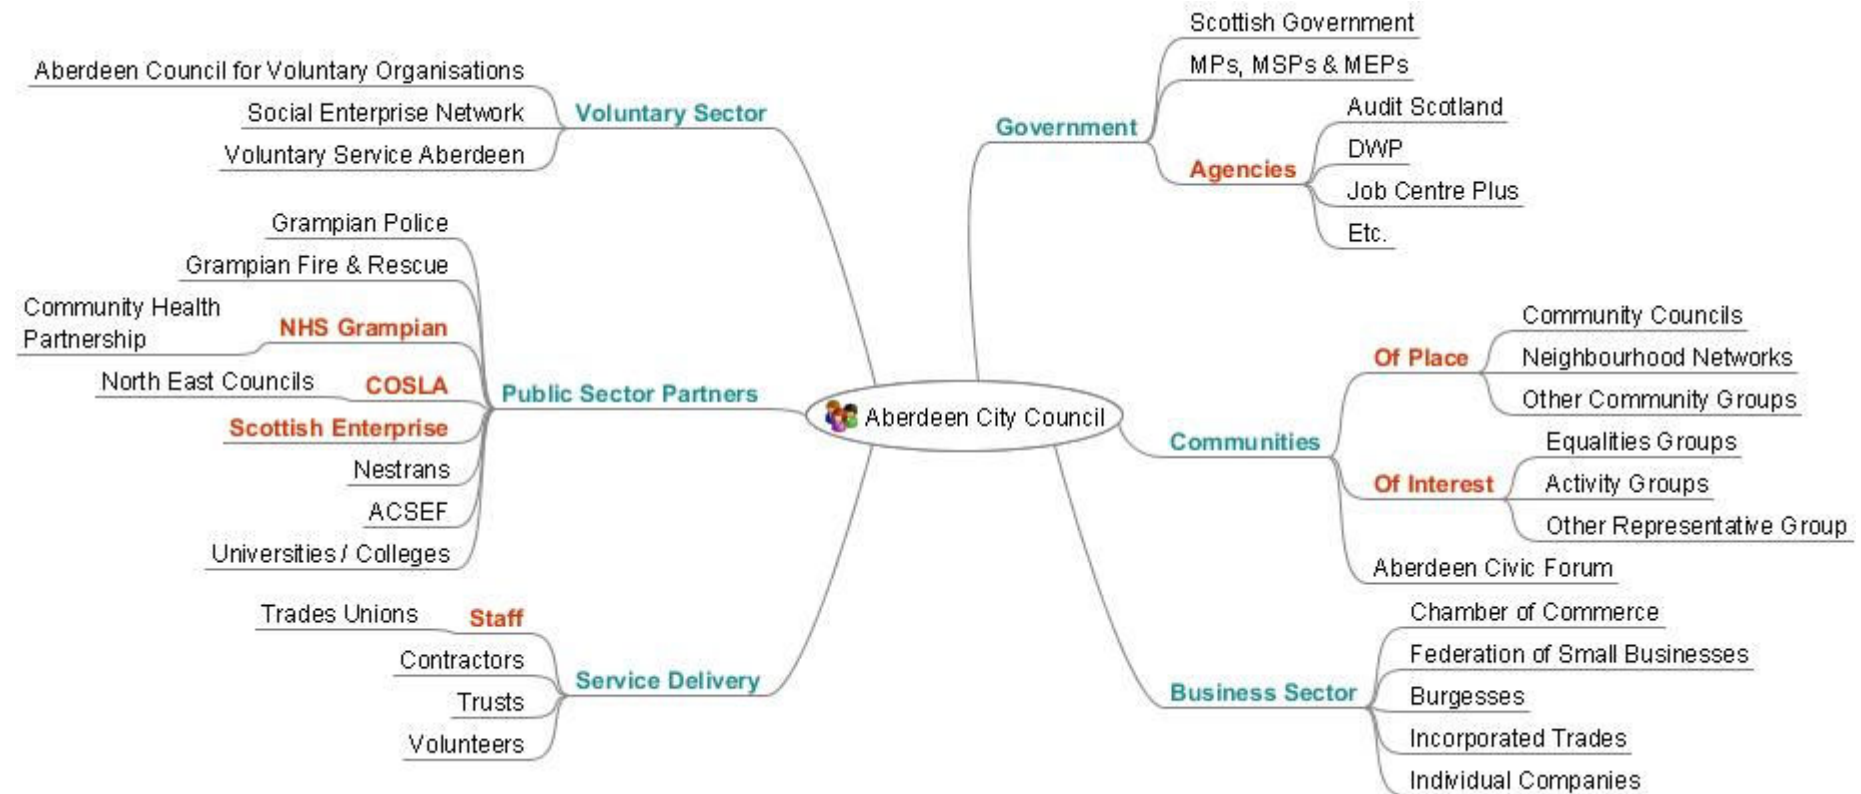 Aberdeen City Council
Voluntary Sector
Aberdeen Council for Voluntary Organisations
Social Enterprise Network
Voluntary Service Aberdeen
Public Sector Partners
Grampian Police
Grampian Fire & Rescue
NHS Grampian
Community Health
Partnership
COSLA
North East Councils
Scottish Enterprise
Nestrans
ACSEF
Universities / Colleges
Service Delivery
Staff
Trades Unions
Contractors
Trusts
Volunteers
Government
Scottish Government
MPs, MSPs & MEPs
Agencies
Audit Scotland
DWP
Job Centre Plus
Etc.
Communities
Of Place
Community Councils
Neighbourhood Networks
Other Community Groups
Of Interest
Equalities Groups
Activity Groups
Other Representative Group
Aberdeen Civic Forum
Business Sector
Chamber of Commerce
Federation of Small Businesses
Burgesses
Incorporated Trades
Individual Companies